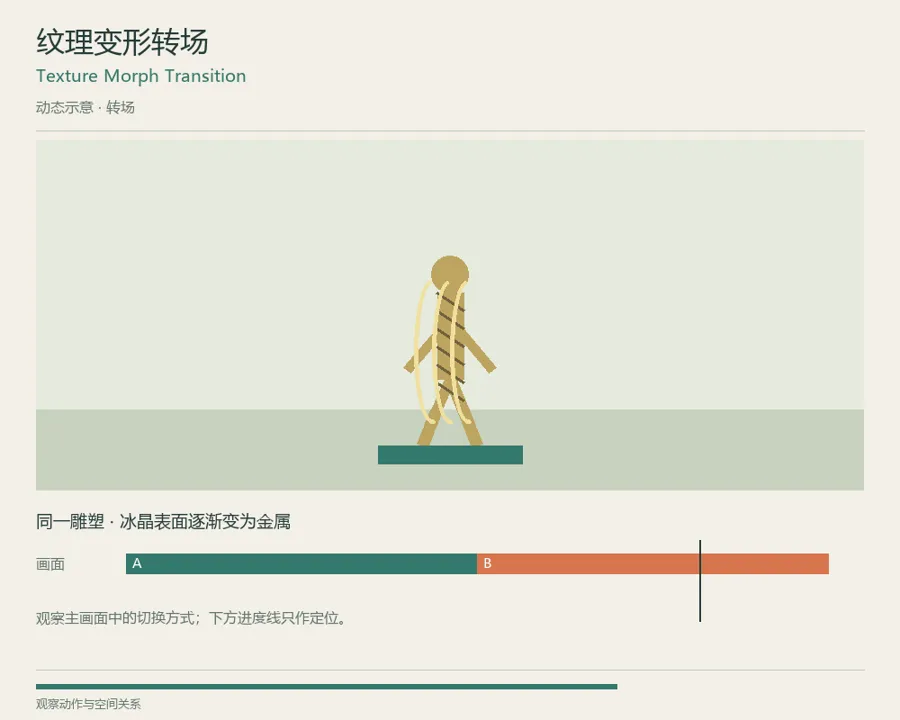 纹理变形转场
Texture Morph Transition
动态示意 · 转场
同一雕塑 · 冰晶表面逐渐变为金属
画面
A
B
观察主画面中的切换方式；下方进度线只作定位。
观察动作与空间关系